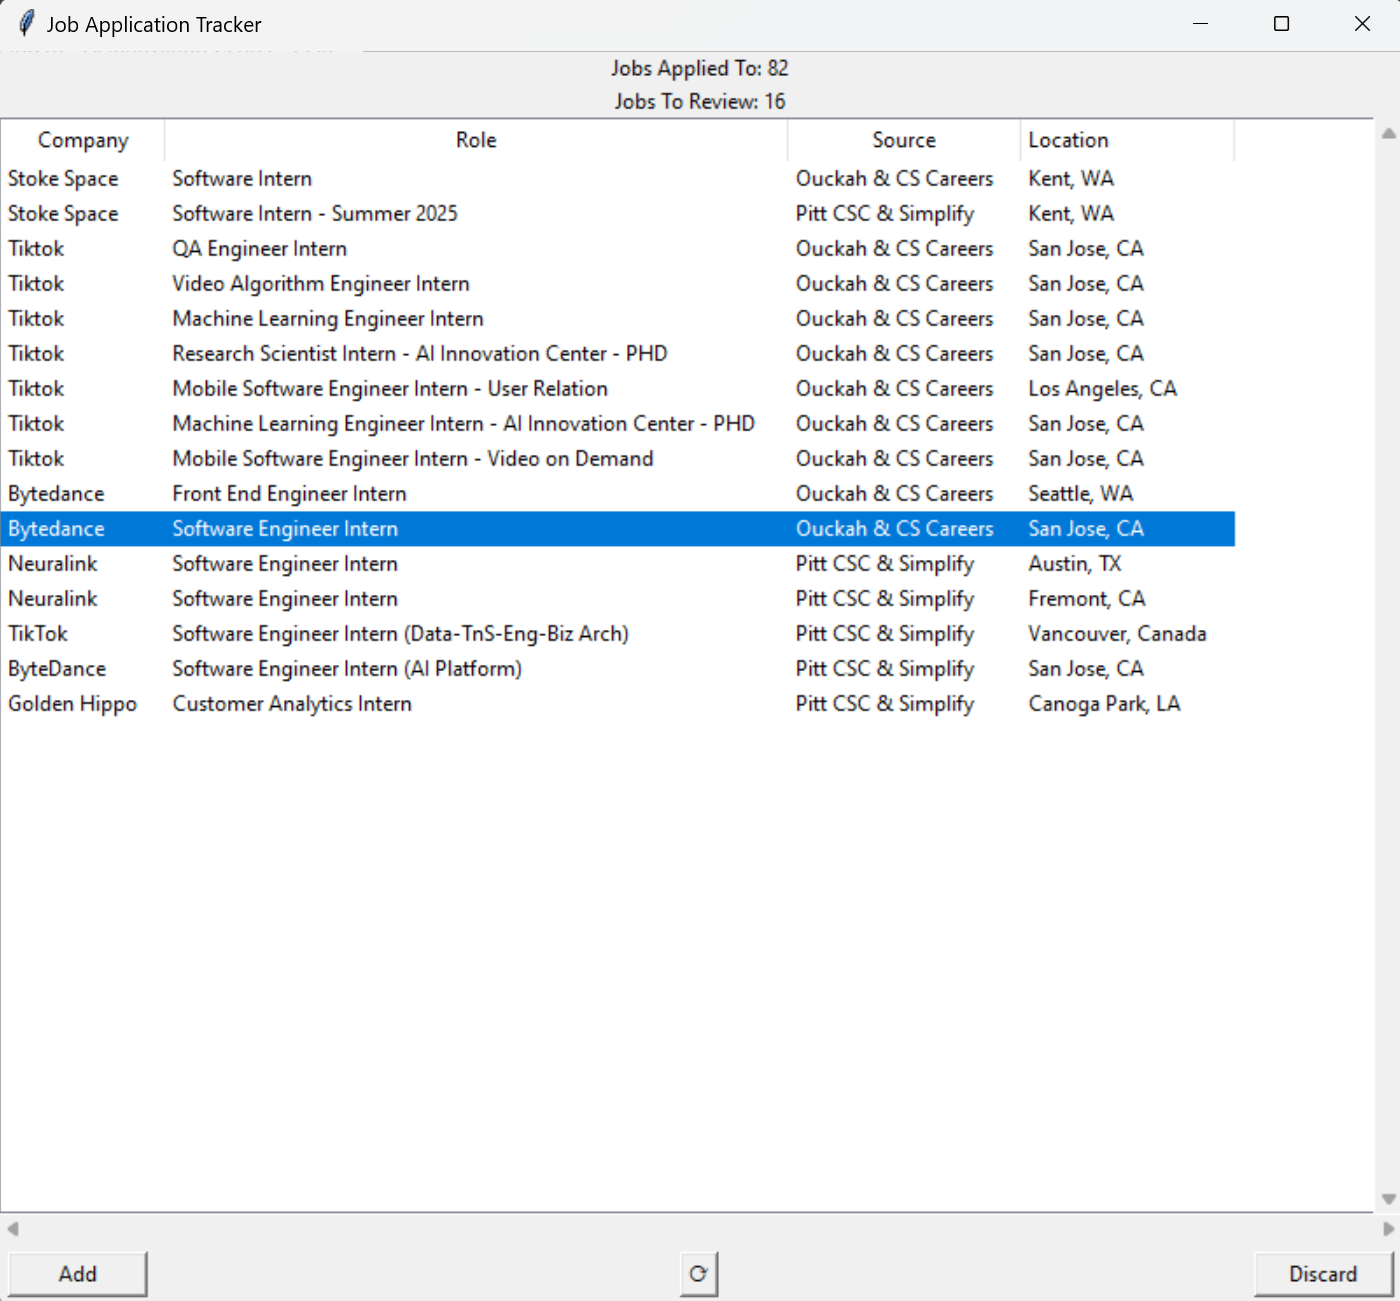 Job Application Tracker
Jobs Applied To: 82
Jobs To Review: 16
Company Role Source Location
Stoke Space Software Intern Ouckah & CS Careers Kent, WA
Stoke Space Software Intern - Summer 2025 Pitt CSC & Simplify Kent, WA
Tiktok QA Engineer Intern Ouckah & CS Careers San Jose, CA
Tiktok Video Algorithm Engineer Intern Ouckah & CS Careers San Jose, CA
Tiktok Machine Learning Engineer Intern Ouckah & CS Careers San Jose, CA
Tiktok Research Scientist Intern - AI Innovation Center - PHD Ouckah & CS Careers San Jose, CA
Tiktok Mobile Software Engineer Intern - User Relation Ouckah & CS Careers Los Angeles, CA
Tiktok Machine Learning Engineer Intern - AI Innovation Center - PHD Ouckah & CS Careers San Jose, CA
Tiktok Mobile Software Engineer Intern - Video on Demand Ouckah & CS Careers San Jose, CA
Bytedance Front End Engineer Intern Ouckah & CS Careers Seattle, WA
Bytedance Software Engineer Intern Ouckah & CS Careers San Jose, CA
Neuralink Software Engineer Intern Pitt CSC & Simplify Austin, TX
Neuralink Software Engineer Intern Pitt CSC & Simplify Fremont, CA
TikTok Software Engineer Intern (Data-TnS-Eng-Biz Arch) Pitt CSC & Simplify Vancouver, Canada
ByteDance Software Engineer Intern (AI Platform) Pitt CSC & Simplify San Jose, CA
Golden Hippo Customer Analytics Intern Pitt CSC & Simplify Canoga Park, LA
Add ⟳ Discard